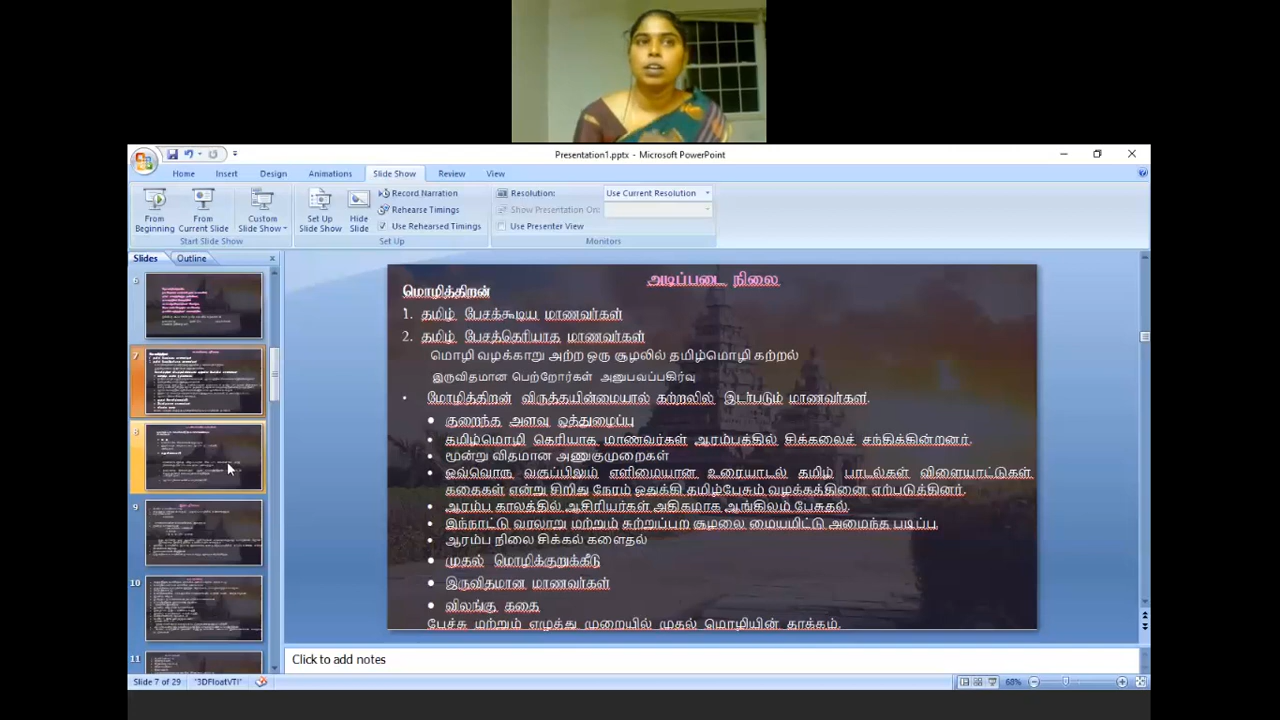 Presentation1.pptx - Microsoft PowerPoint
Home Insert Design Animations Slide Show Review View
From Beginning
From Current Slide
Custom Slide Show
Start Slide Show
Set Up Slide Show
Hide Slide
Record Narration
Rehearse Timings
Use Rehearsed Timings
Set Up
Resolution: Use Current Resolution
Show Presentation On:
Use Presenter View
Monitors
Slides Outline
7
8
9
10
11
அடிப்படை நிலை
மொழித்திறன்
1. தமிழ் பேசக்கூடிய மாணவர்கள்
2. தமிழ் பேசத்தெரியாத மாணவர்கள்
மொழி வழக்காறு அற்ற ஒரு சூழலில் தமிழ்மொழி கற்றல்
இருவிதமான பெற்றோர்கள் அனுபவப்பகிர்வு
• மொழித்திறன் விருத்தியின்மையால் கற்றலில் இடர்படும் மாணவர்கள்
• குறைந்த அளவு ஒத்துழைப்பு
• தமிழ்மொழி தெரியாக மாணவர்கள் ஆரம்பத்தில் சிக்கலைச் சந்திக்கின்றனர்.
• மூன்று விதமான அணுகுமுறைகள்
• ஒவ்வொரு வகுப்பிலும் எளிமையான உரையாடல் தமிழ் பாடல்கள் விளையாட்டுகள்
கதைகள் என்று சிறிது நேரம் ஒதுக்கி தமிழ்பேசும் வழக்கத்தினை ஏற்படுத்தினர்.
• ஆரம்ப காலத்தில் ஆசிரியர்கள் அதிகமாக ஆங்கிலம் பேசுதல்.
• இந்நாட்டு வரலாறு மற்றும் சுற்றுப்புற சூழலை மையமிட்டு அமைந்த படிப்பு
• ஆரம்ப நிலை சிக்கல் களைதல்
• முதல் மொழிக்குறுக்கீடு
• இருவிதமான மாணவர்கள்
• விலங்கு கதை
பேச்சு மற்றும் எழுத்து முறையில் முதல் மொழியின் தாக்கம்.
Click to add notes
Slide 7 of 29 "3DFloatVTI" 68%